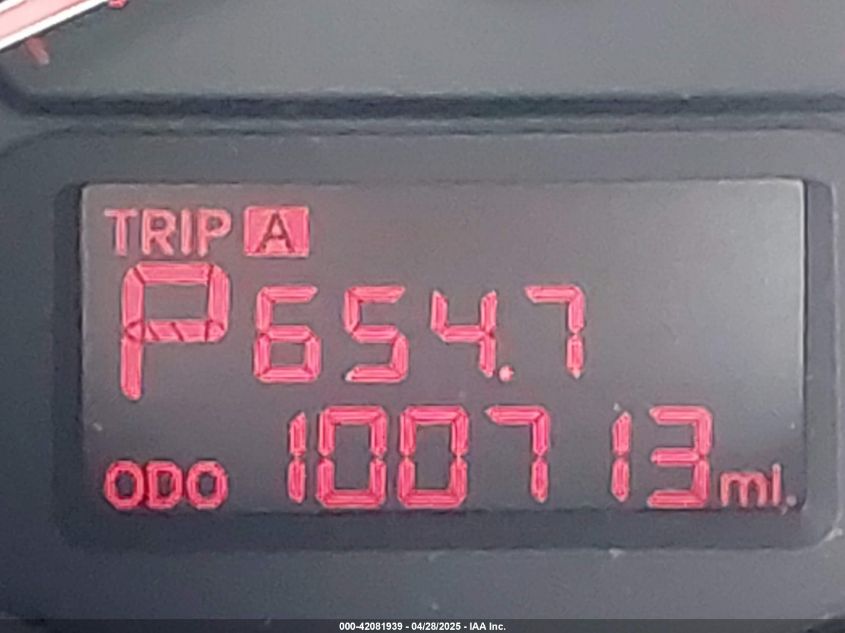 TRIP A
P 654.7
ODO 100713 mi.
000-42081939 - 04/28/2025 - IAA Inc.